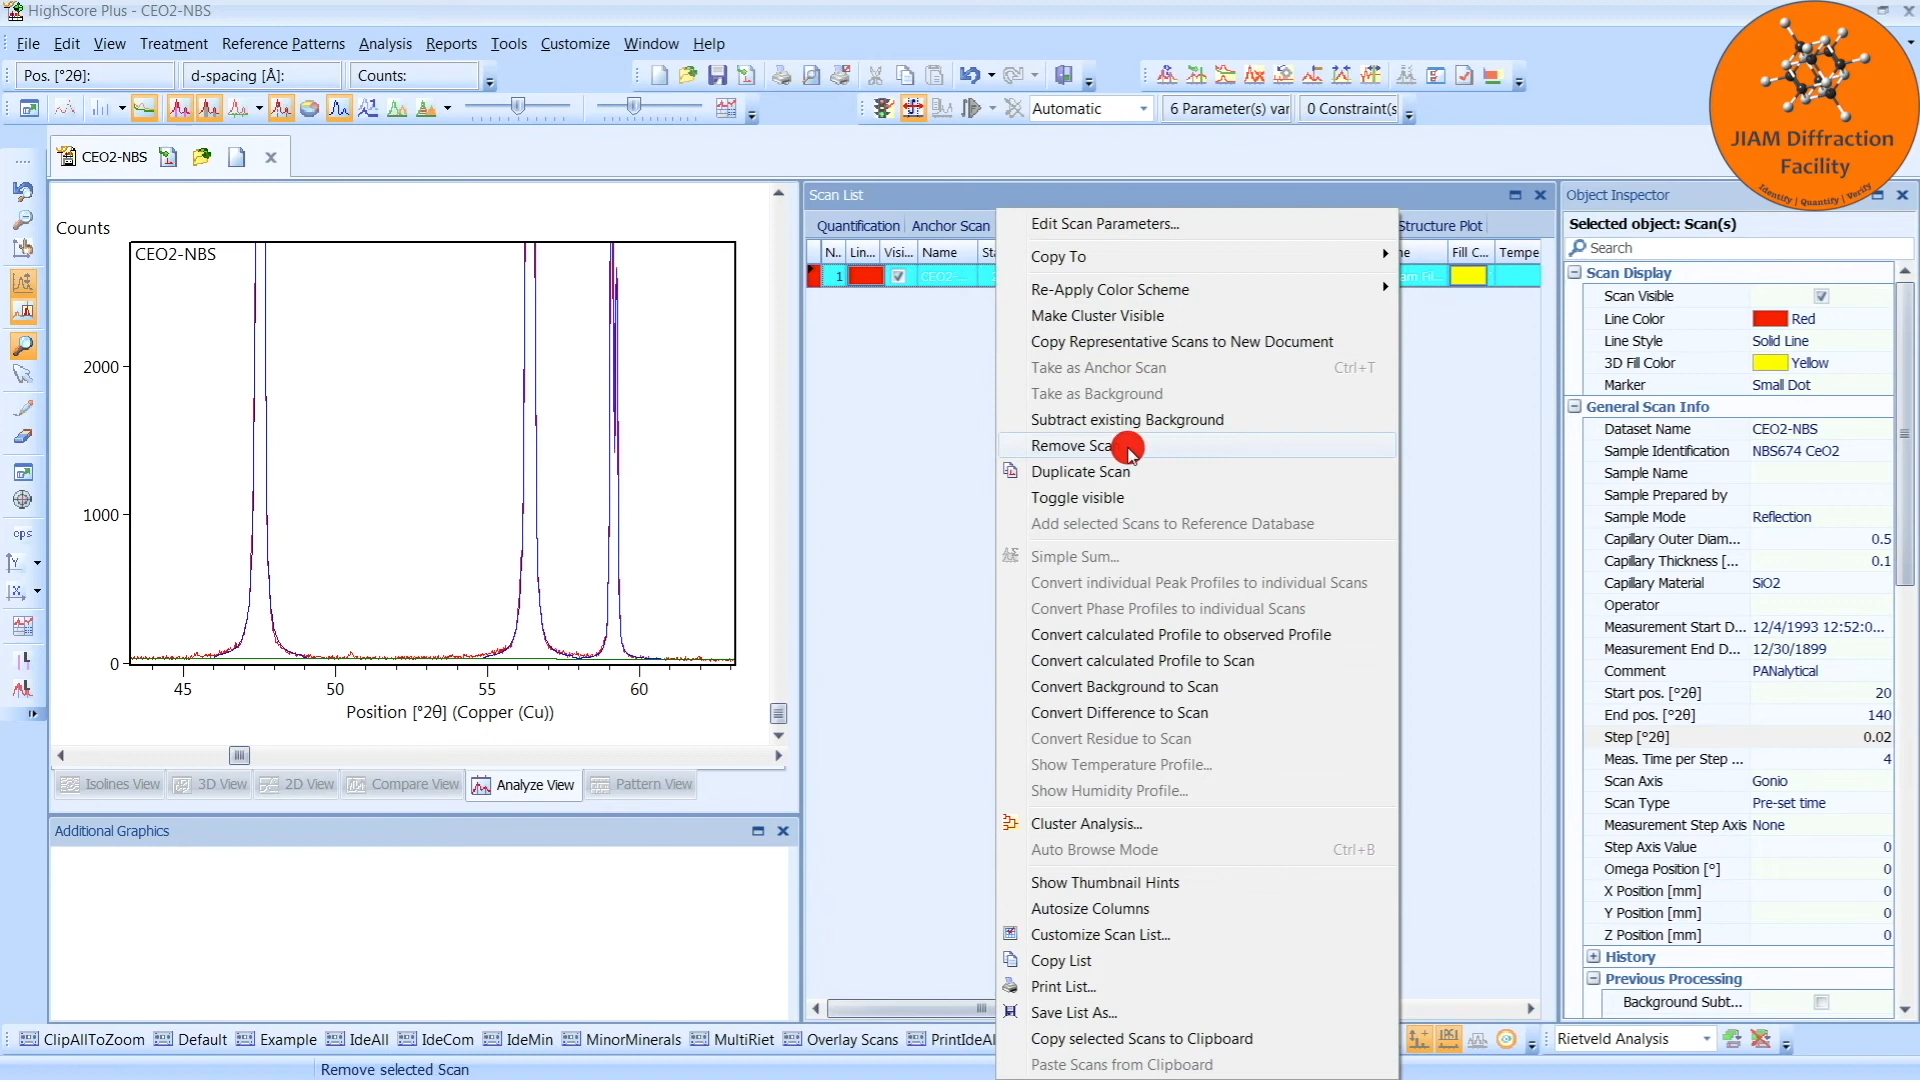 HighScore Plus - CEO2-NBS
File Edit View Treatment Reference Patterns Analysis Reports Tools Customize Window Help
Pos. [°2θ]: d-spacing [Å]: Counts:
Automatic 6 Parameter(s) var 0 Constraint(s
JIAM Diffraction
Facility
Identify | Quantify | Verify
CEO2-NBS
Counts
CEO2-NBS
2000
1000
0
45 50 55 60
Position [°2θ] (Copper (Cu))
Isolines View 3D View 2D View Compare View Analyze View Pattern View
Additional Graphics
cps
Scan List
Quantification Anchor Scan Structure Plot
N.. Lin... Visi... Name Sta ne Fill C... Tempe
1 CEO2-... am Fil...
Edit Scan Parameters...
Copy To
Re-Apply Color Scheme
Make Cluster Visible
Copy Representative Scans to New Document
Take as Anchor Scan Ctrl+T
Take as Background
Subtract existing Background
Remove Scan
Duplicate Scan
Toggle visible
Add selected Scans to Reference Database
Simple Sum...
Convert individual Peak Profiles to individual Scans
Convert Phase Profiles to individual Scans
Convert calculated Profile to observed Profile
Convert calculated Profile to Scan
Convert Background to Scan
Convert Difference to Scan
Convert Residue to Scan
Show Temperature Profile...
Show Humidity Profile...
Cluster Analysis...
Auto Browse Mode Ctrl+B
Show Thumbnail Hints
Autosize Columns
Customize Scan List...
Copy List
Print List...
Save List As...
Copy selected Scans to Clipboard
Paste Scans from Clipboard
Object Inspector
Selected object: Scan(s)
Search
Scan Display
Scan Visible
Line Color Red
Line Style Solid Line
3D Fill Color Yellow
Marker Small Dot
General Scan Info
Dataset Name CEO2-NBS
Sample Identification NBS674 CeO2
Sample Name
Sample Prepared by
Sample Mode Reflection
Capillary Outer Diam... 0.5
Capillary Thickness [... 0.1
Capillary Material SiO2
Operator
Measurement Start D... 12/4/1993 12:52:0...
Measurement End D... 12/30/1899
Comment PANalytical
Start pos. [°2θ] 20
End pos. [°2θ] 140
Step [°2θ] 0.02
Meas. Time per Step ... 4
Scan Axis Gonio
Scan Type Pre-set time
Measurement Step Axis None
Step Axis Value 0
Omega Position [°] 0
X Position [mm] 0
Y Position [mm] 0
Z Position [mm] 0
History
Previous Processing
Background Subt...
ClipAllToZoom Default Example IdeAll IdeCom IdeMin MinorMinerals MultiRiet Overlay Scans PrintIdeAl Rietveld Analysis
Remove selected Scan